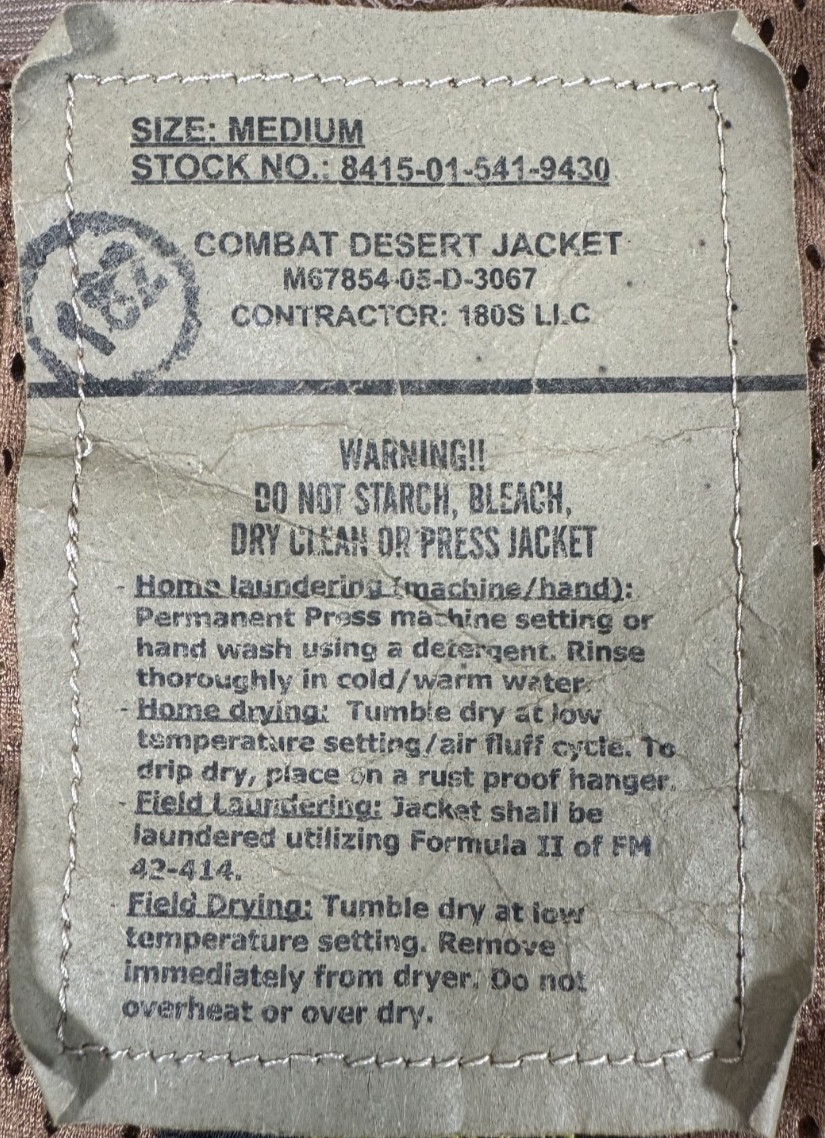 SIZE: MEDIUM
STOCK NO.: 8415-01-541-9430
COMBAT DESERT JACKET
M67854-05-D-3067
CONTRACTOR: 180S LLC
WARNING!!
DO NOT STARCH, BLEACH,
DRY CLEAN OR PRESS JACKET
- Home laundering (machine/hand):
Permanent Press machine setting or
hand wash using a detergent. Rinse
thoroughly in cold/warm water.
- Home drying: Tumble dry at low
temperature setting/air fluff cycle. To
drip dry, place on a rust proof hanger.
- Field Laundering: Jacket shall be
laundered utilizing Formula II of FM
42-414.
- Field Drying: Tumble dry at low
temperature setting. Remove
immediately from dryer. Do not
overheat or over dry.